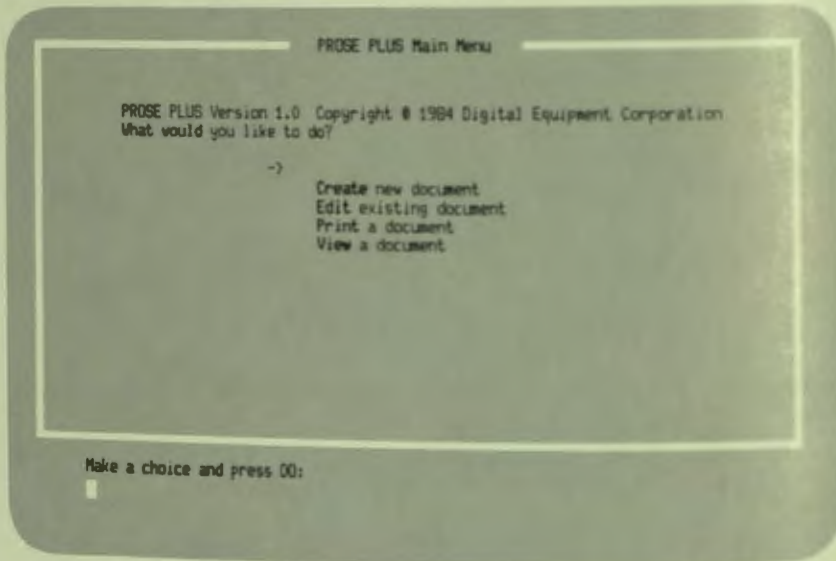 PROSE PLUS Main Menu
PROSE PLUS Version 1.0 Copyright © 1984 Digital Equipment Corporation
What would you like to do?
->
Create new document
Edit existing document
Print a document
View a document
Make a choice and press DO: